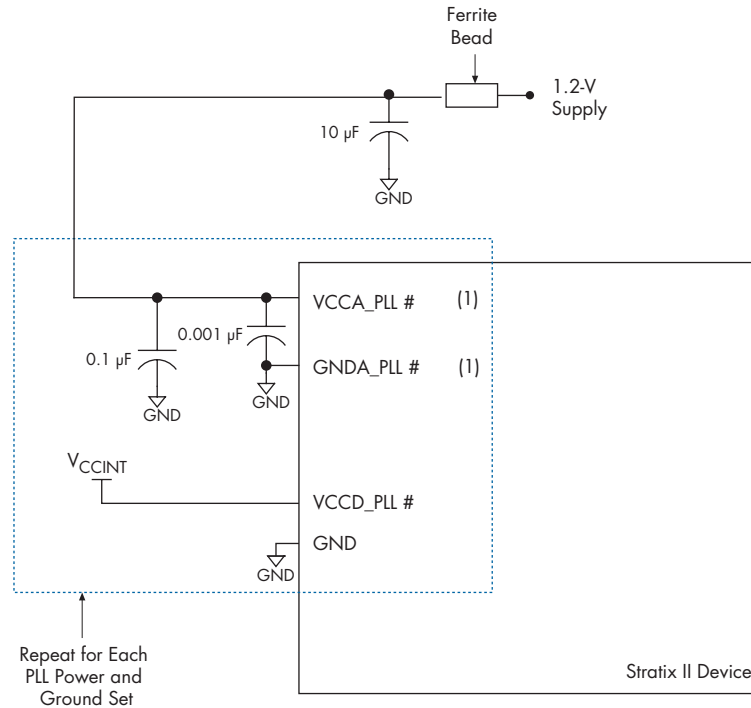 Ferrite
Bead
1.2-V
Supply
10 µF
GND
VCCA_PLL # (1)
0.001 µF
0.1 µF
GNDA_PLL # (1)
GND
GND
VCCINT
VCCD_PLL #
GND
GND
Repeat for Each
PLL Power and
Ground Set
Stratix II Device